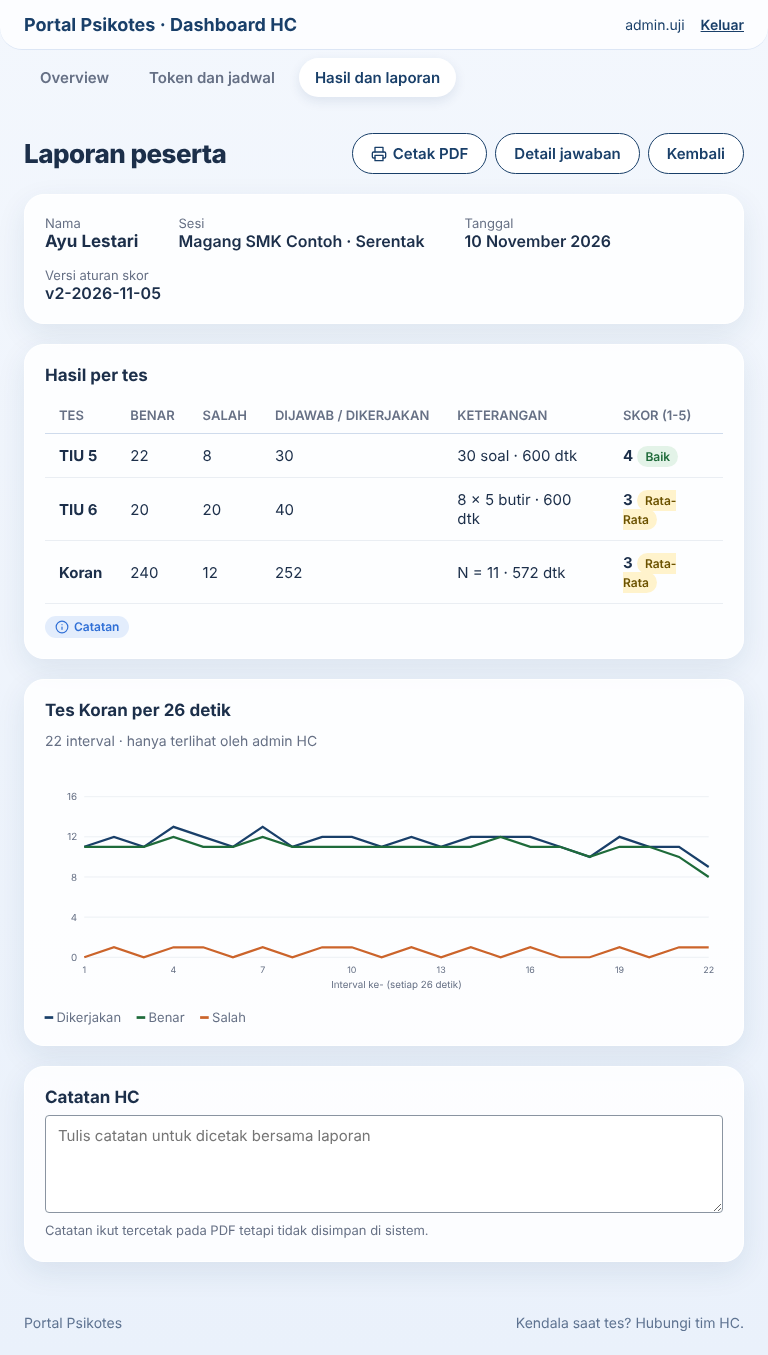 Portal Psikotes · Dashboard HC
admin.uji Keluar
Overview Token dan jadwal Hasil dan laporan
Laporan peserta
Cetak PDF Detail jawaban Kembali
Nama Sesi Tanggal
Ayu Lestari Magang SMK Contoh · Serentak 10 November 2026
Versi aturan skor
v2-2026-11-05
Hasil per tes
TES BENAR SALAH DIJAWAB / DIKERJAKAN KETERANGAN SKOR (1-5)
TIU 5 22 8 30 30 soal · 600 dtk 4 Baik
TIU 6 20 20 40 8 × 5 butir · 600 dtk 3 Rata-Rata
Koran 240 12 252 N = 11 · 572 dtk 3 Rata-Rata
Catatan
Tes Koran per 26 detik
22 interval · hanya terlihat oleh admin HC
16
12
8
4
0
1 4 7 10 13 16 19 22
Interval ke- (setiap 26 detik)
Dikerjakan Benar Salah
Catatan HC
Tulis catatan untuk dicetak bersama laporan
Catatan ikut tercetak pada PDF tetapi tidak disimpan di sistem.
Portal Psikotes Kendala saat tes? Hubungi tim HC.